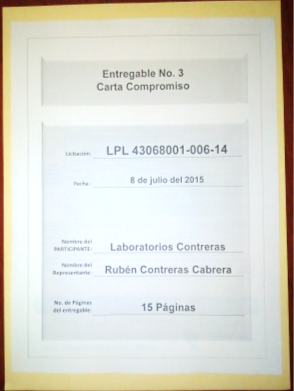 Entregable No. 3
Carta Compromiso
Licitación: LPL 43068001-006-14
Fecha: 8 de julio del 2015
Nombre del
PARTICIPANTE: Laboratorios Contreras
Nombre del
Representante: Rubén Contreras Cabrera
No. de Páginas
del entregable: 15 Páginas